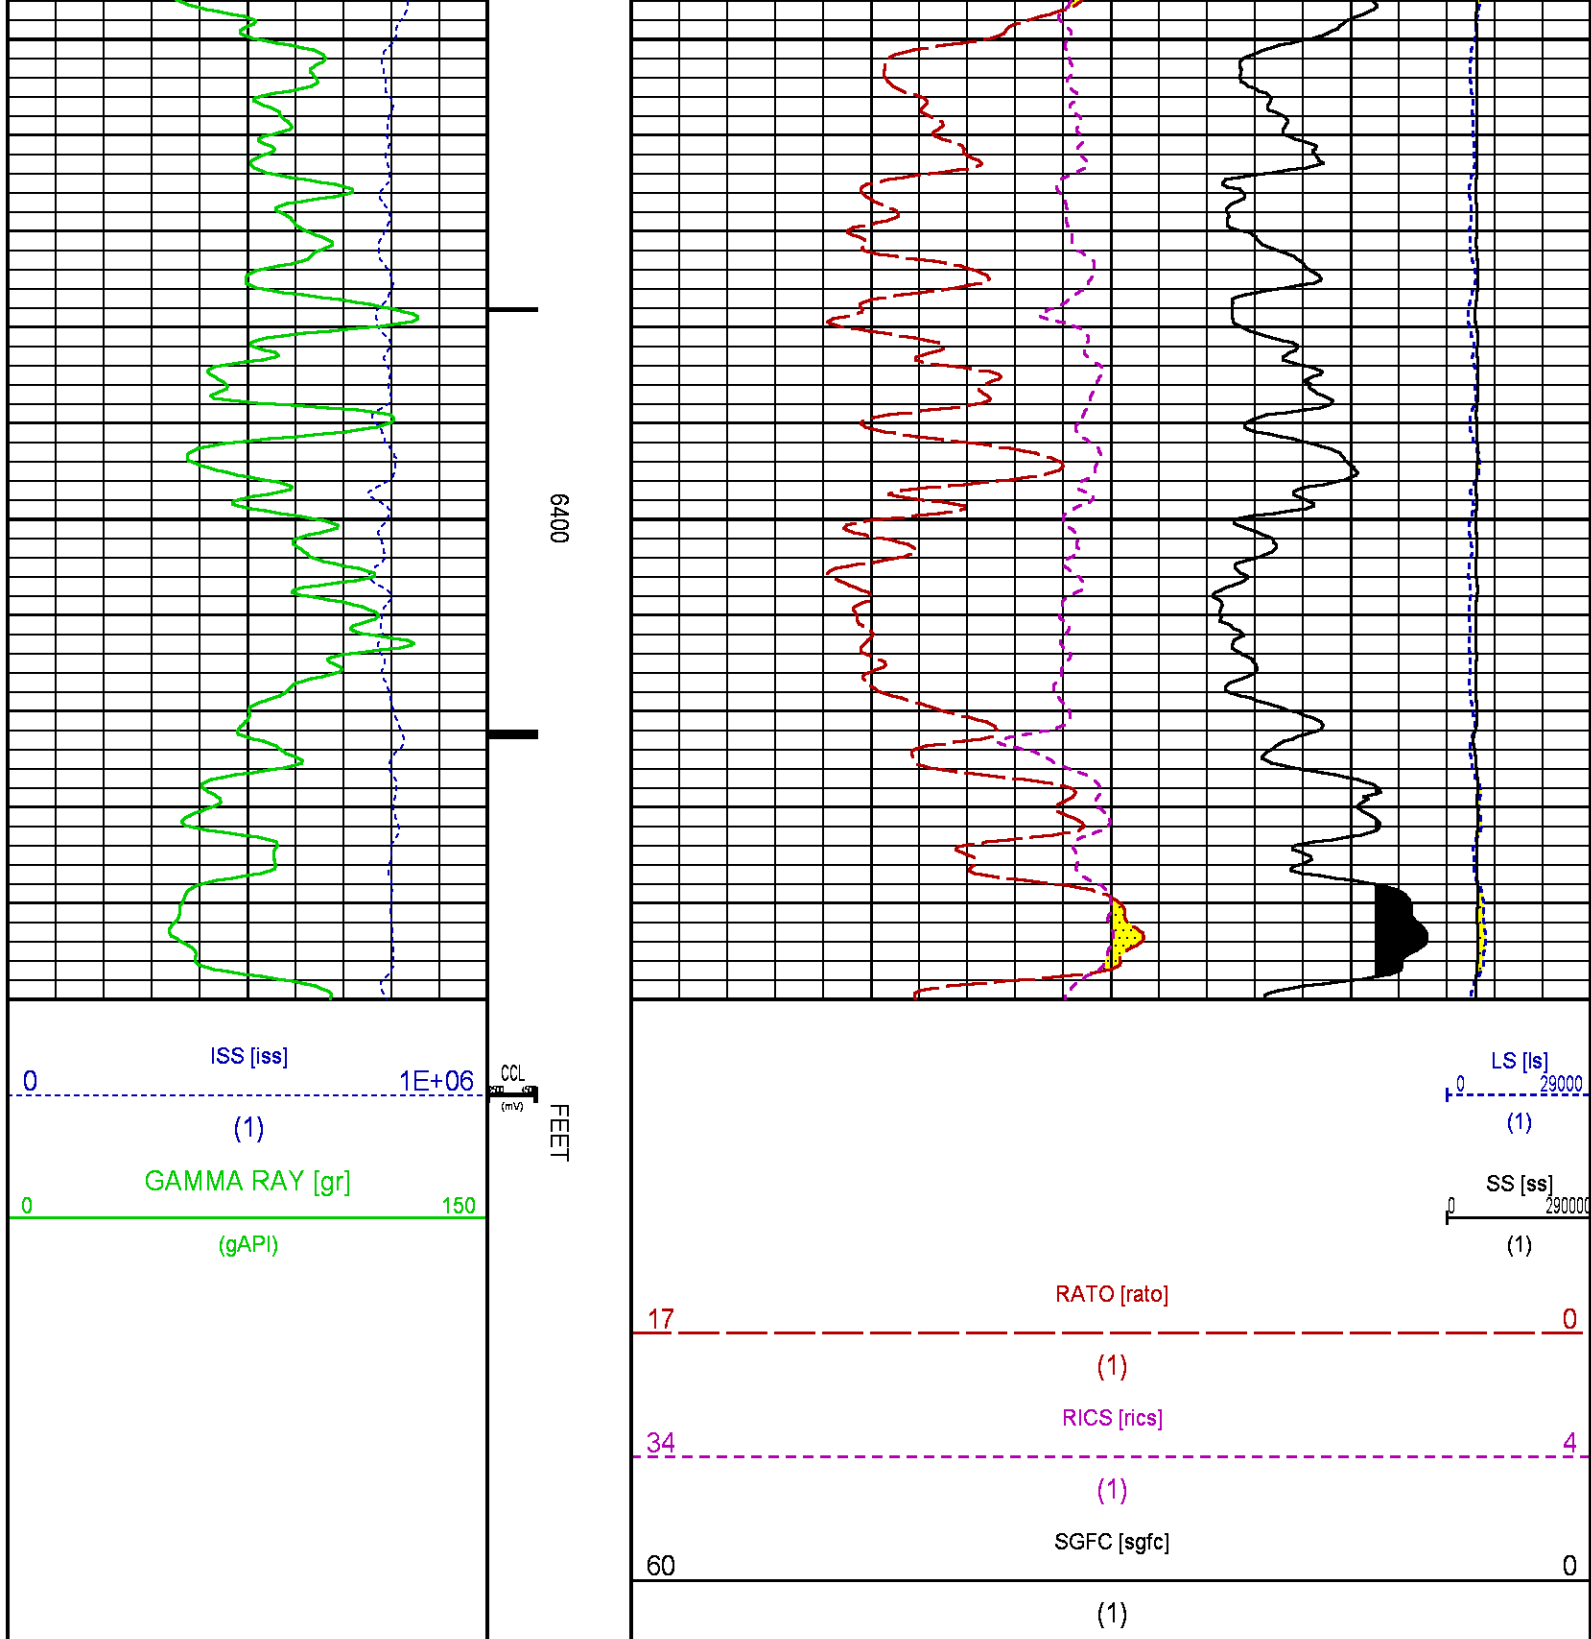 6400
ISS [iss]
0 1E+06
(1)
GAMMA RAY [gr]
0 150
(gAPI)
CCL
(mV)
FEET
LS [ls]
0 29000
(1)
SS [ss]
0 290000
(1)
RATO [rato]
17 0
(1)
RICS [rics]
34 4
(1)
SGFC [sgfc]
60 0
(1)